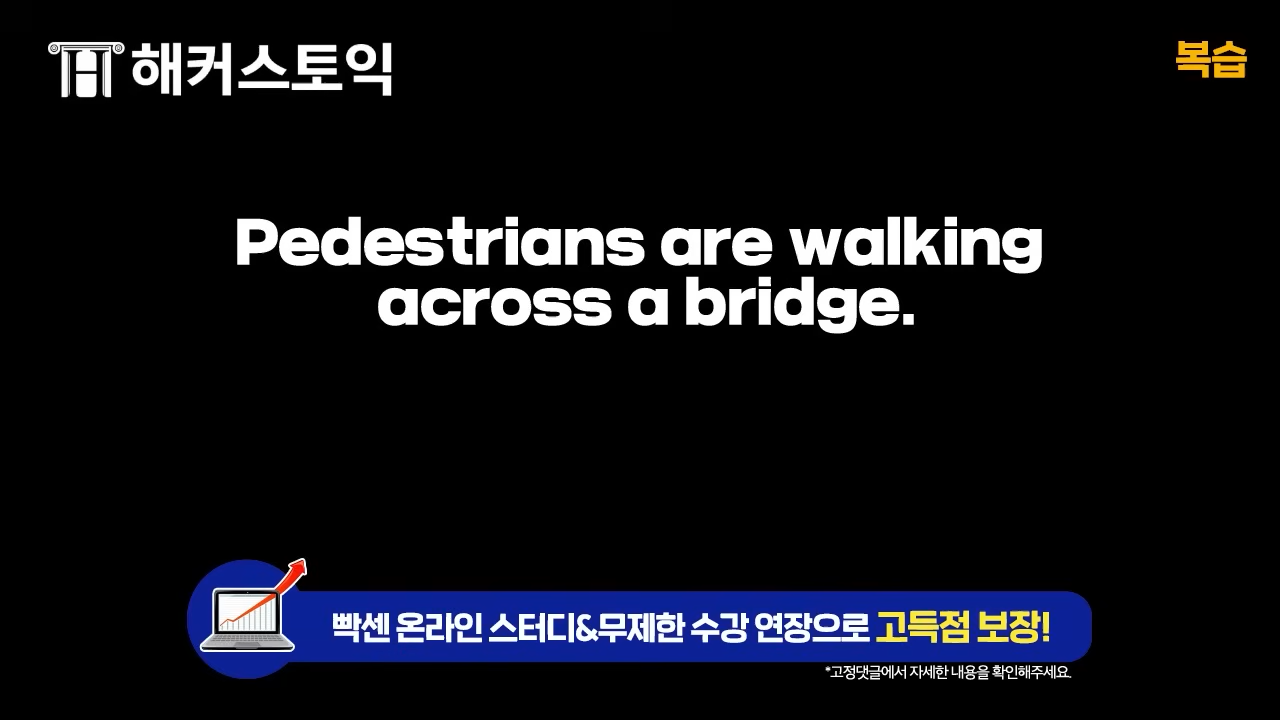 해커스토익
복습
Pedestrians are walking
across a bridge.
빡센 온라인 스터디&무제한 수강 연장으로 고득점 보장!
*고정댓글에서 자세한 내용을 확인해주세요.